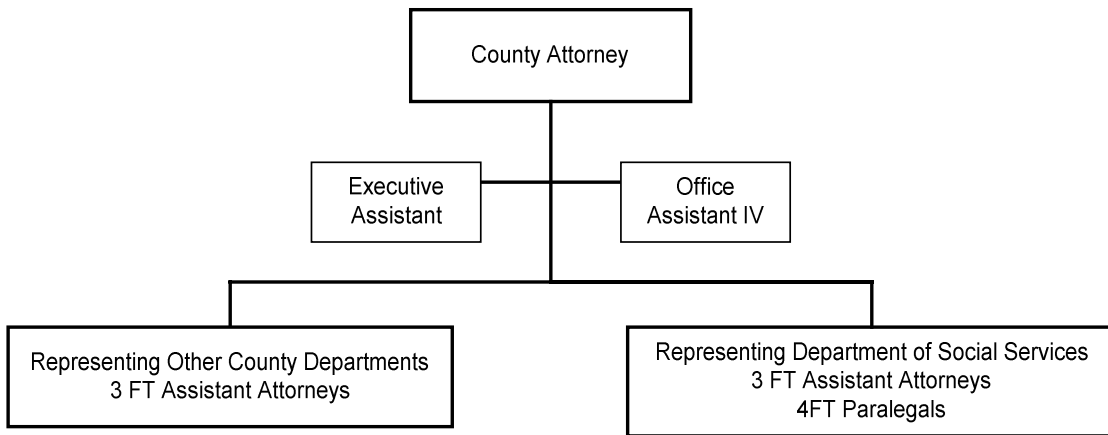 County Attorney
Executive
Assistant
Office
Assistant IV
Representing Other County Departments
3 FT Assistant Attorneys
Representing Department of Social Services
3 FT Assistant Attorneys
4FT Paralegals